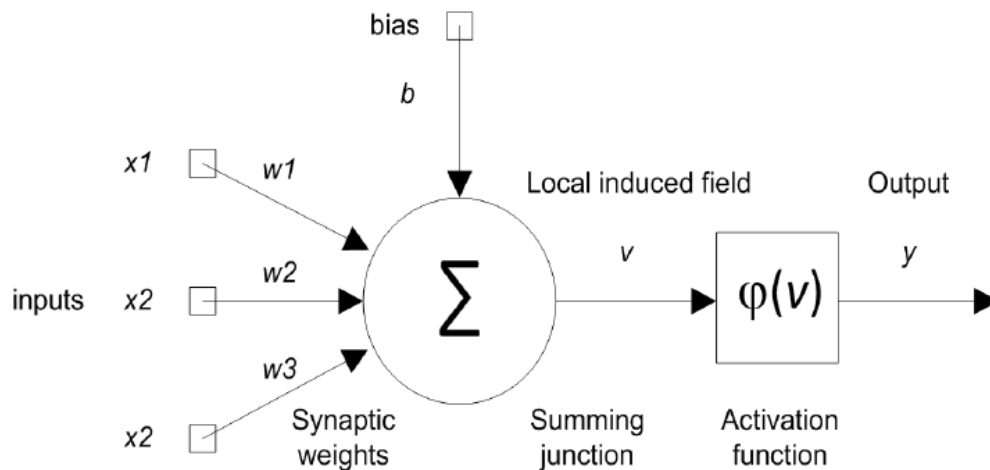 bias
b
x1
w1
Local induced field
Output
inputs
x2
w2
Σ
v
φ(v)
y
w3
x2
Synaptic
weights
Summing
junction
Activation
function